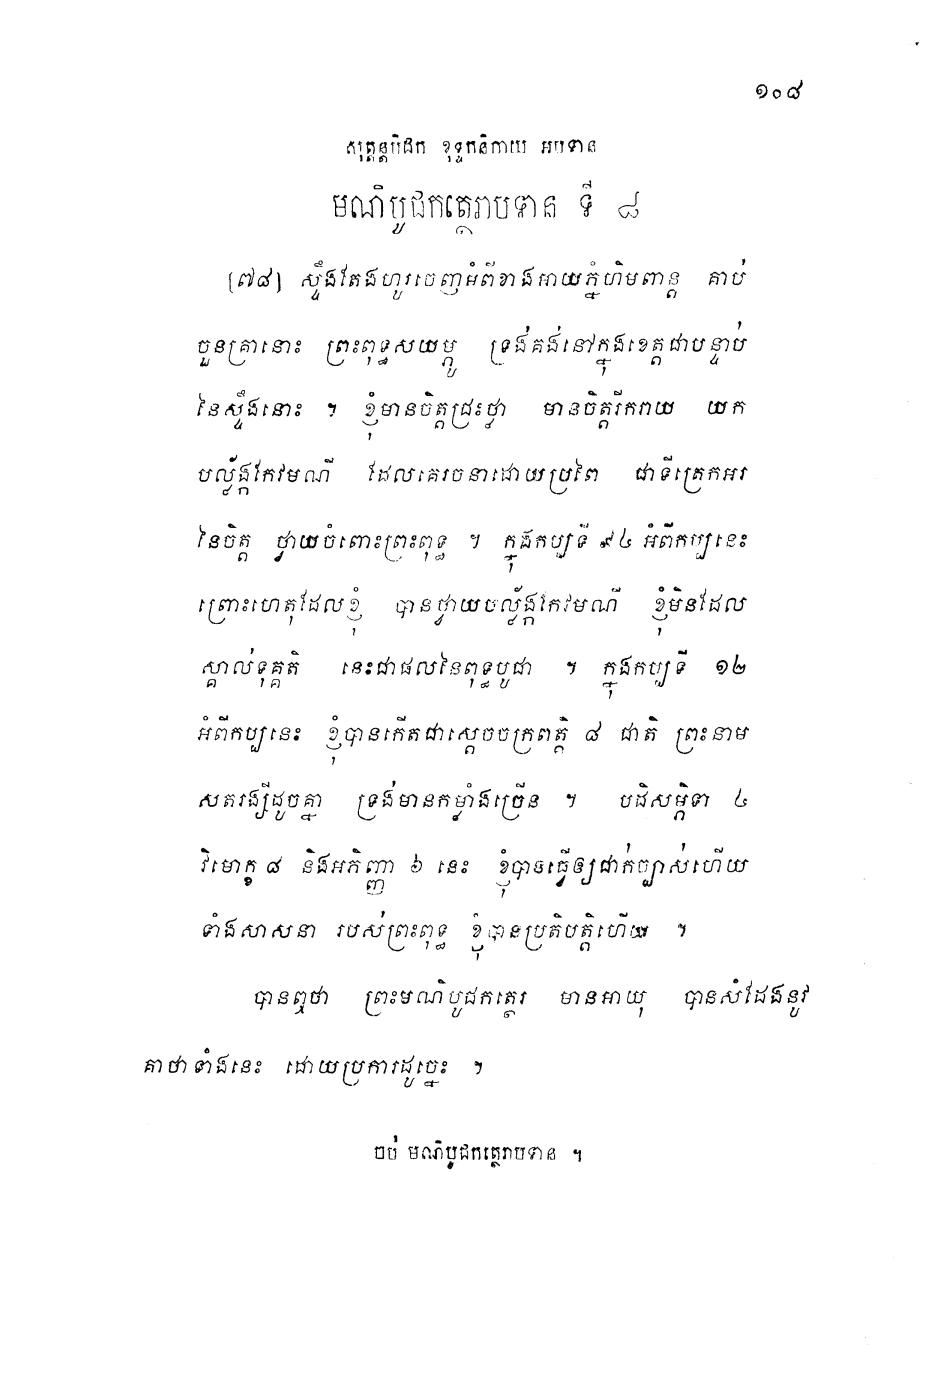 ១០៨
សុត្តន្តបិដក ខុទ្ទកនិកាយ អបទាន
មណិបូជកត្ថេរាបទាន ទី ៨
[៧៨] ស្ទឹងតែងហូរចេញអំពីខាងអាយភ្នំហិមពាន្ត គាប់
ចួនគ្រានោះ ព្រះពុទ្ធសយម្ភូ ទ្រង់គង់នៅក្នុងខេត្តជាបន្ទាប់
នៃស្ទឹងនោះ ។ ខ្ញុំមានចិត្តជ្រះថ្លា មានចិត្តរីករាយ យក
បល្ល័ង្កកែវមណី ដែលគេរចនាដោយប្រពៃ ជាទីត្រេកអរ
នៃចិត្ត ថ្វាយចំពោះព្រះពុទ្ធ ។ ក្នុងកប្បទី ៩៤ អំពីកប្បនេះ
ព្រោះហេតុដែលខ្ញុំ បានថ្វាយបល្ល័ង្កកែវមណី ខ្ញុំមិនដែល
ស្គាល់ទុគ្គតិ នេះជាផលនៃពុទ្ធបូជា ។ ក្នុងកប្បទី ១២
អំពីកប្បនេះ ខ្ញុំបានកើតជាស្តេចចក្រពត្តិ ៨ ជាតិ ព្រះនាម
សតរង្សីដូចគ្នា ទ្រង់មានកម្លាំងច្រើន ។ បដិសម្ភិទា ៤
វិមោក្ខ ៨ និងអភិញ្ញា ៦ នេះ ខ្ញុំបានធ្វើឲ្យជាក់ច្បាស់ហើយ
ទាំងសាសនា របស់ព្រះពុទ្ធ ខ្ញុំបានប្រតិបត្តិហើយ ។
បានឮថា ព្រះមណិបូជកត្ថេរ មានអាយុ បានសំដែងនូវ
គាថាទាំងនេះ ដោយប្រការដូច្នេះ ។
ចប់ មណិបូជកត្ថេរាបទាន ។